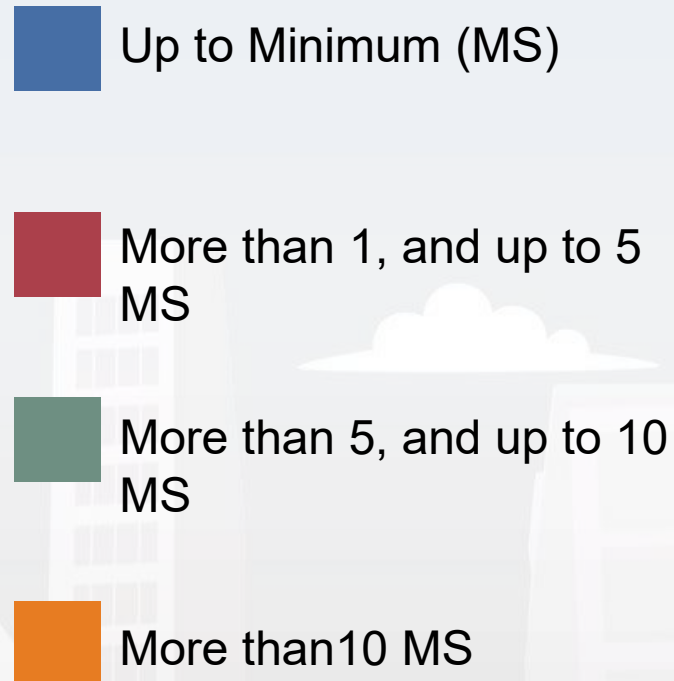 Up to Minimum (MS)
More than 1, and up to 5
MS
More than 5, and up to 10
MS
More than10 MS